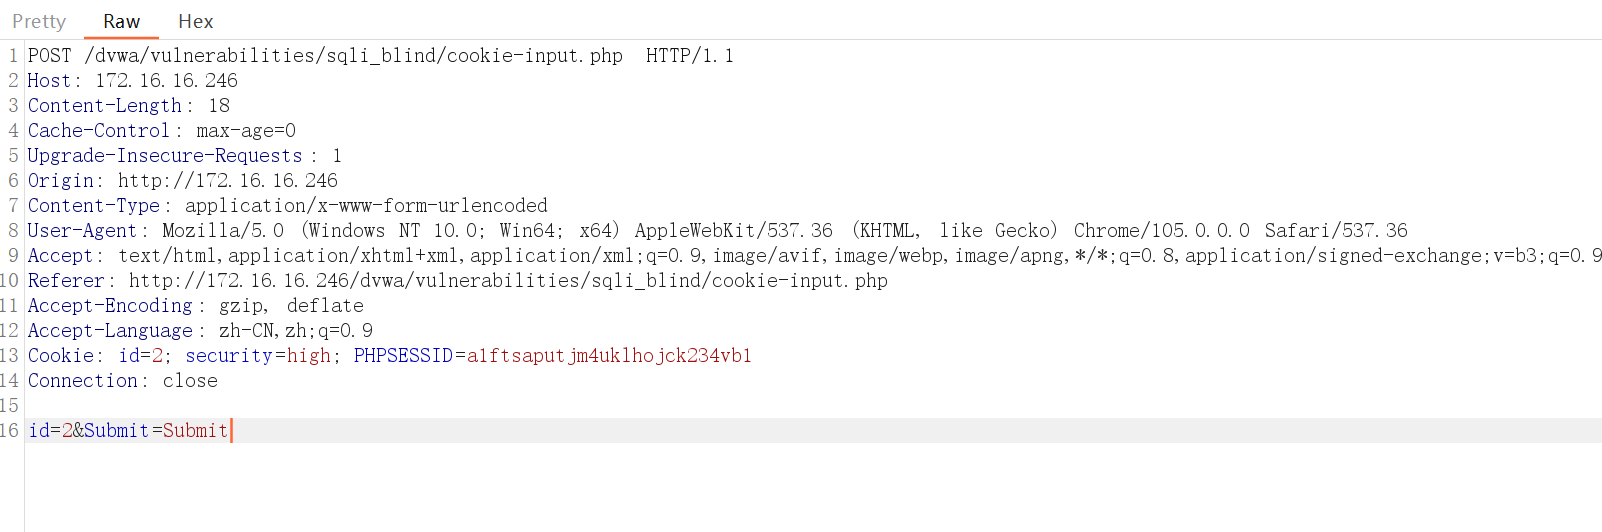 Pretty Raw Hex
1 POST /dvwa/vulnerabilities/sqli_blind/cookie-input.php HTTP/1.1
2 Host: 172.16.16.246
3 Content-Length: 18
4 Cache-Control: max-age=0
5 Upgrade-Insecure-Requests: 1
6 Origin: http://172.16.16.246
7 Content-Type: application/x-www-form-urlencoded
8 User-Agent: Mozilla/5.0 (Windows NT 10.0; Win64; x64) AppleWebKit/537.36 (KHTML, like Gecko) Chrome/105.0.0.0 Safari/537.36
9 Accept: text/html,application/xhtml+xml,application/xml;q=0.9,image/avif,image/webp,image/apng,*/*;q=0.8,application/signed-exchange;v=b3;q=0.9
10 Referer: http://172.16.16.246/dvwa/vulnerabilities/sqli_blind/cookie-input.php
11 Accept-Encoding: gzip, deflate
12 Accept-Language: zh-CN,zh;q=0.9
13 Cookie: id=2; security=high; PHPSESSID=a1ftsaputjm4uklhojck234vb1
14 Connection: close
15
16 id=2&Submit=Submit